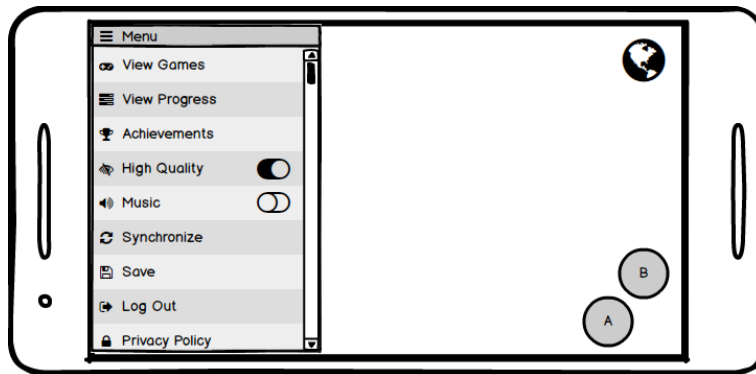 Menu
View Games
View Progress
Achievements
High Quality
Music
Synchronize
Save
Log Out
Privacy Policy
B
A